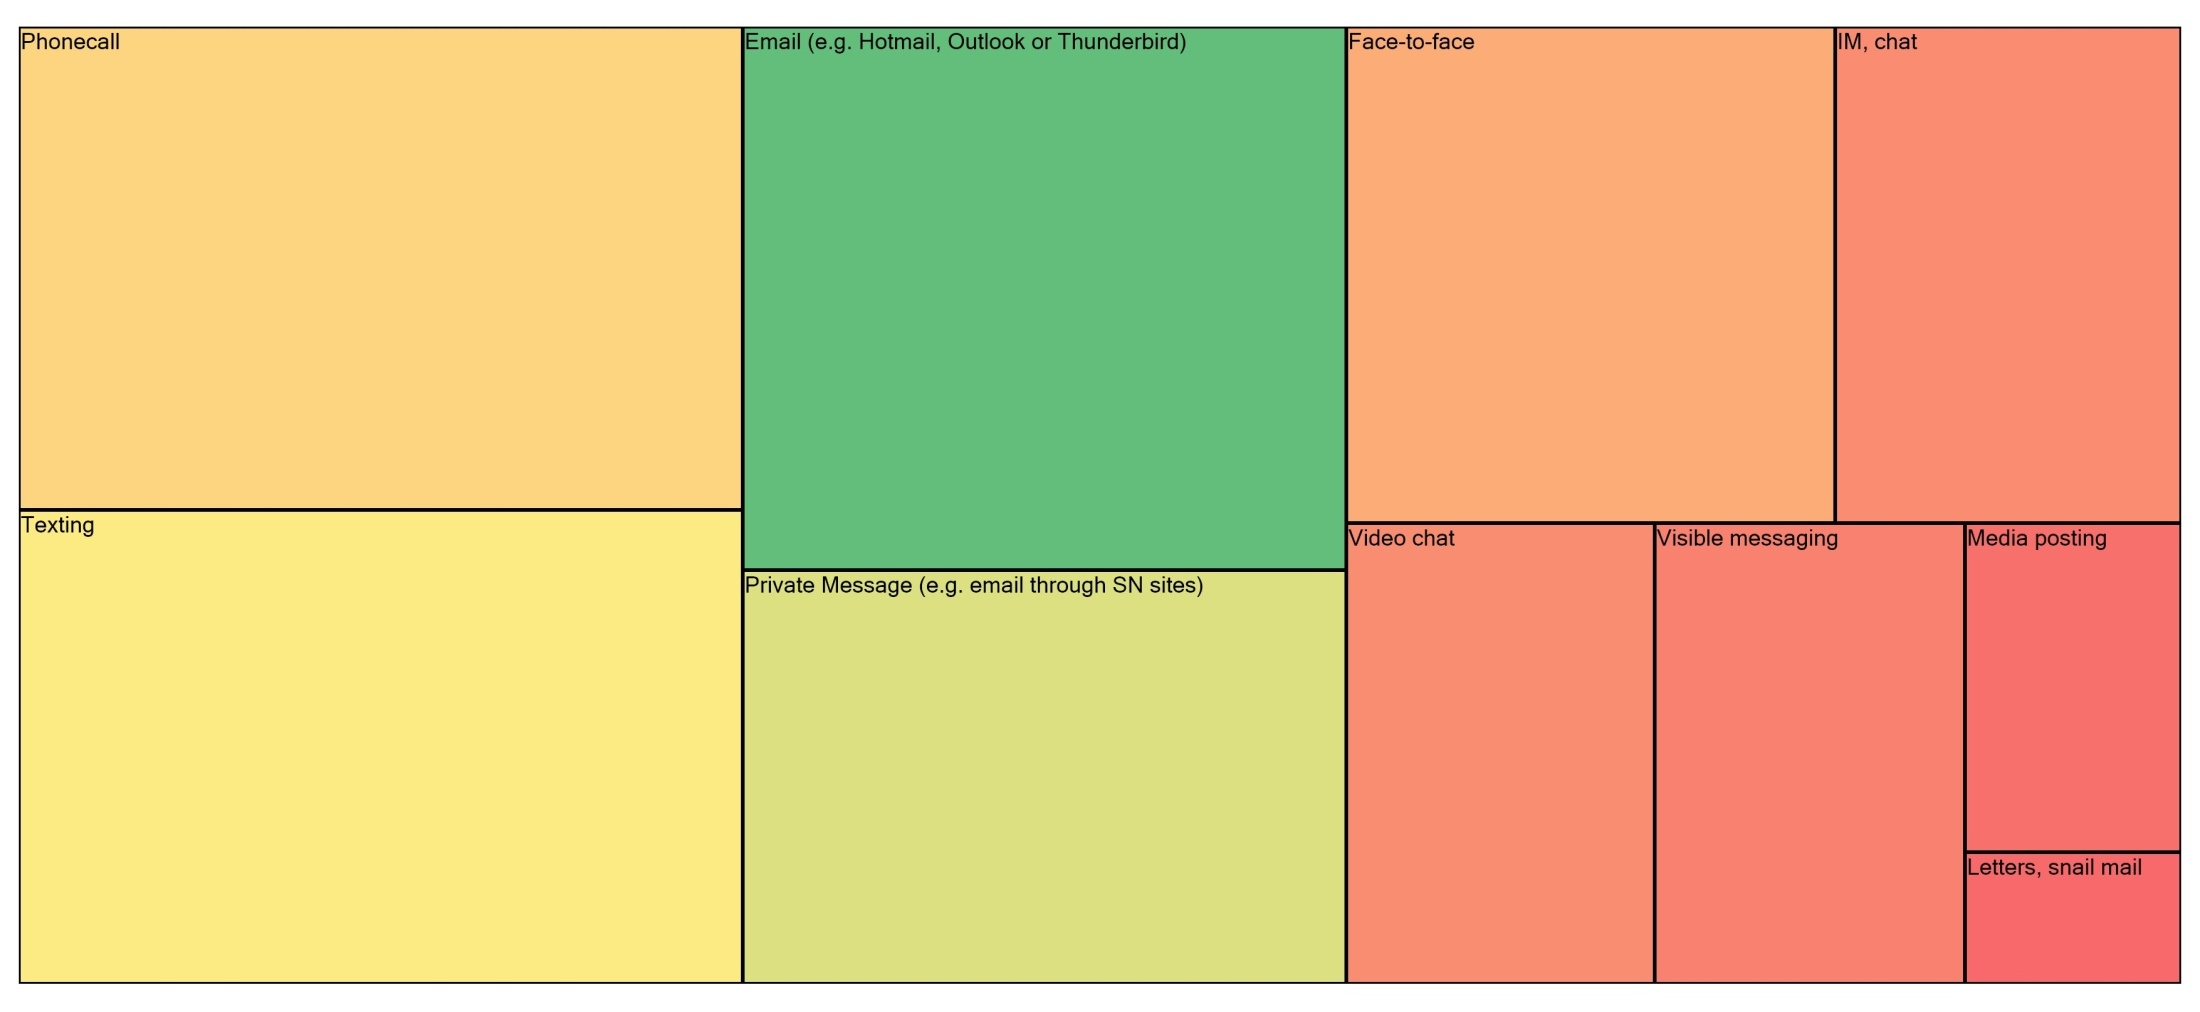 Phonecall
Email (e.g. Hotmail, Outlook or Thunderbird)
Face-to-face
IM, chat
Texting
Video chat
Visible messaging
Media posting
Private Message (e.g. email through SN sites)
Letters, snail mail